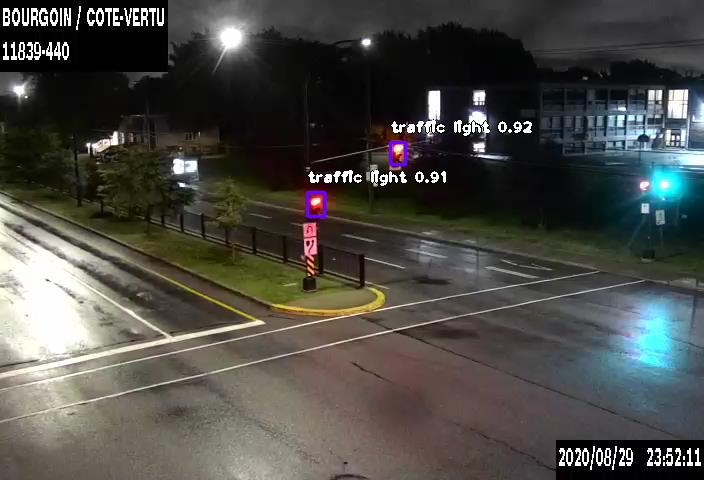 BOURGOIN / COTE-VERTU
11839-440
traffic light 0.92
traffic light 0.91
2020/08/29 23:52:11